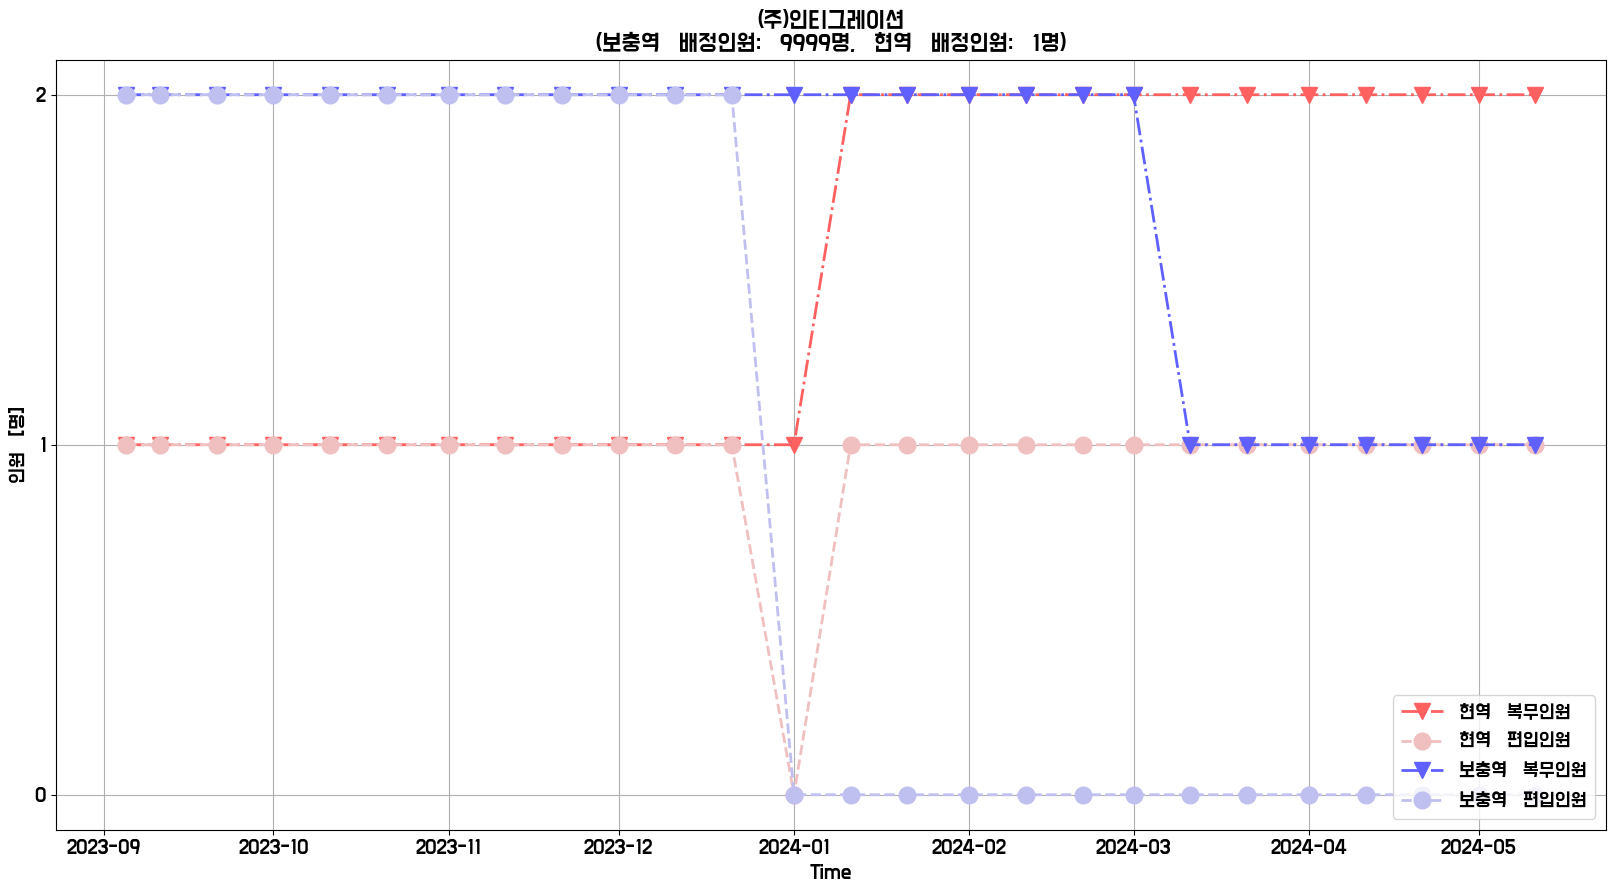 (주)인티그레이션
(보충역 배정인원: 9999명, 현역 배정인원: 1명)
인원 [명]
2
1
0
현역 복무인원
현역 편입인원
보충역 복무인원
보충역 편입인원
2023-09 2023-10 2023-11 2023-12 2024-01 2024-02 2024-03 2024-04 2024-05
Time